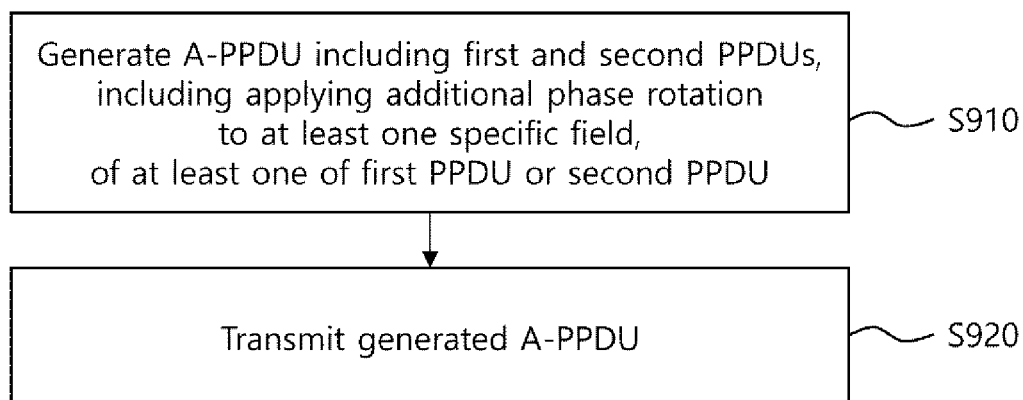 Generate A-PPDU including first and second PPDUs,
including applying additional phase rotation
to at least one specific field,
of at least one of first PPDU or second PPDU
S910
Transmit generated A-PPDU
S920